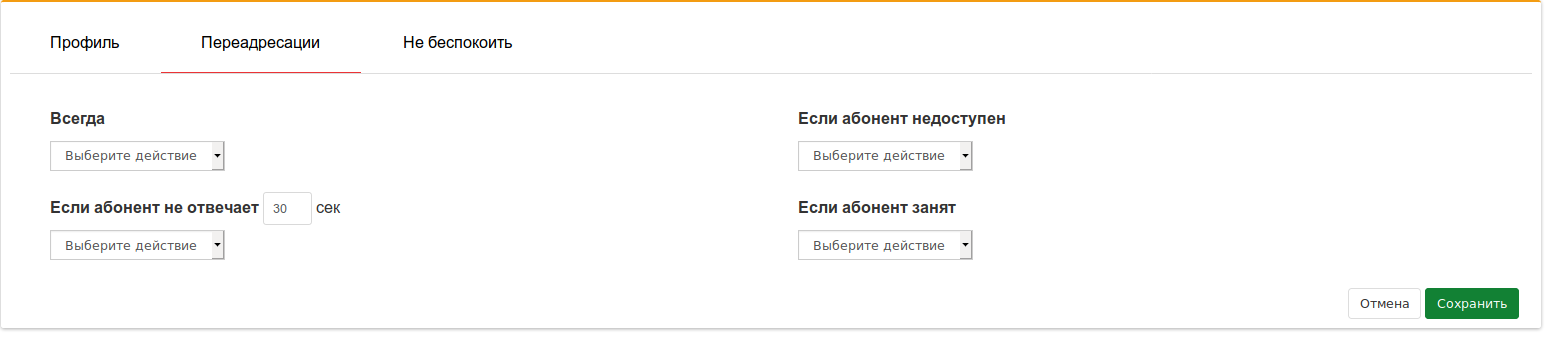 Профиль Переадресации Не беспокоить
Всегда
Выберите действие
Если абонент недоступен
Выберите действие
Если абонент не отвечает 30 сек
Выберите действие
Если абонент занят
Выберите действие
Отмена Сохранить